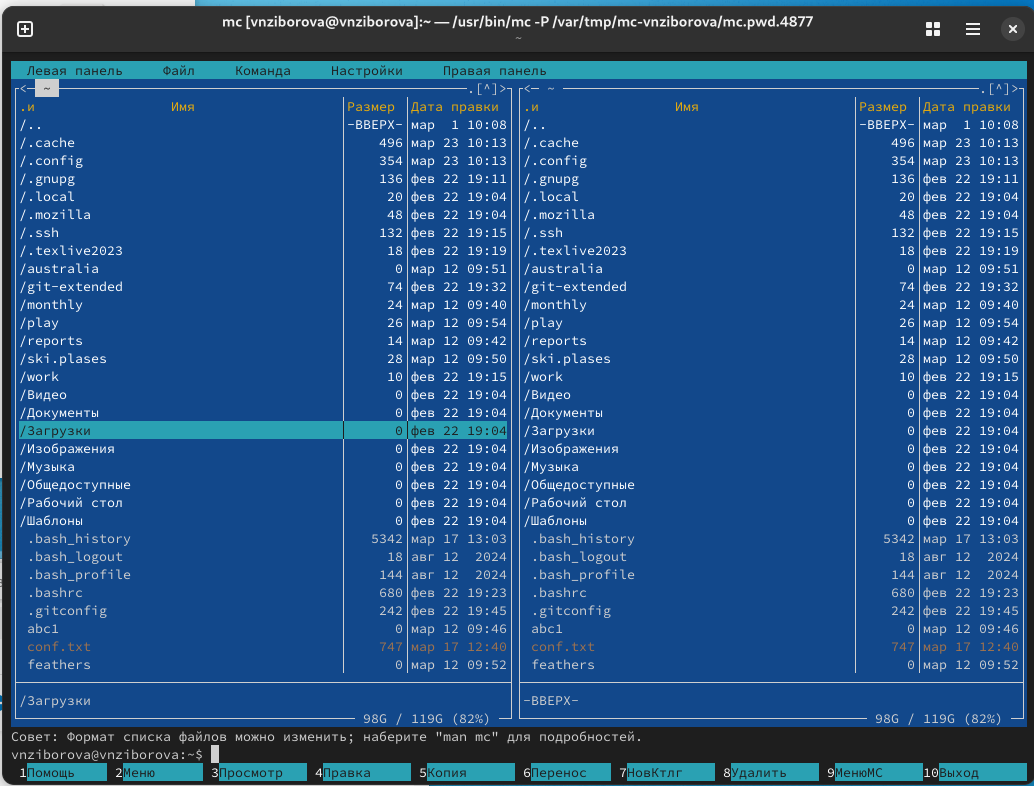 mc [vnziborova@vnziborova]:~ — /usr/bin/mc -P /var/tmp/mc-vnziborova/mc.pwd.4877
~
Левая панель Файл Команда Настройки Правая панель
<─ ~ .[^]> <─ ~ .[^]>
.и Имя Размер Дата правки .и Имя Размер Дата правки
/.. -ВВЕРХ- мар 1 10:08 /.. -ВВЕРХ- мар 1 10:08
/.cache 496 мар 23 10:13 /.cache 496 мар 23 10:13
/.config 354 мар 23 10:13 /.config 354 мар 23 10:13
/.gnupg 136 фев 22 19:11 /.gnupg 136 фев 22 19:11
/.local 20 фев 22 19:04 /.local 20 фев 22 19:04
/.mozilla 48 фев 22 19:04 /.mozilla 48 фев 22 19:04
/.ssh 132 фев 22 19:15 /.ssh 132 фев 22 19:15
/.texlive2023 18 фев 22 19:19 /.texlive2023 18 фев 22 19:19
/australia 0 мар 12 09:51 /australia 0 мар 12 09:51
/git-extended 74 фев 22 19:32 /git-extended 74 фев 22 19:32
/monthly 24 мар 12 09:40 /monthly 24 мар 12 09:40
/play 26 мар 12 09:54 /play 26 мар 12 09:54
/reports 14 мар 12 09:42 /reports 14 мар 12 09:42
/ski.plases 28 мар 12 09:50 /ski.plases 28 мар 12 09:50
/work 10 фев 22 19:15 /work 10 фев 22 19:15
/Видео 0 фев 22 19:04 /Видео 0 фев 22 19:04
/Документы 0 фев 22 19:04 /Документы 0 фев 22 19:04
/Загрузки 0 фев 22 19:04 /Загрузки 0 фев 22 19:04
/Изображения 0 фев 22 19:04 /Изображения 0 фев 22 19:04
/Музыка 0 фев 22 19:04 /Музыка 0 фев 22 19:04
/Общедоступные 0 фев 22 19:04 /Общедоступные 0 фев 22 19:04
/Рабочий стол 0 фев 22 19:04 /Рабочий стол 0 фев 22 19:04
/Шаблоны 0 фев 22 19:04 /Шаблоны 0 фев 22 19:04
.bash_history 5342 мар 17 13:03 .bash_history 5342 мар 17 13:03
.bash_logout 18 авг 12 2024 .bash_logout 18 авг 12 2024
.bash_profile 144 авг 12 2024 .bash_profile 144 авг 12 2024
.bashrc 680 фев 22 19:23 .bashrc 680 фев 22 19:23
.gitconfig 242 фев 22 19:45 .gitconfig 242 фев 22 19:45
abc1 0 мар 12 09:46 abc1 0 мар 12 09:46
conf.txt 747 мар 17 12:40 conf.txt 747 мар 17 12:40
feathers 0 мар 12 09:52 feathers 0 мар 12 09:52
/Загрузки -ВВЕРХ-
98G / 119G (82%) 98G / 119G (82%)
Совет: Формат списка файлов можно изменить; наберите "man mc" для подробностей.
vnziborova@vnziborova:~$
1Помощь 2Меню 3Просмотр 4Правка 5Копия 6Перенос 7НовКтлг 8Удалить 9МенюМС 10Выход